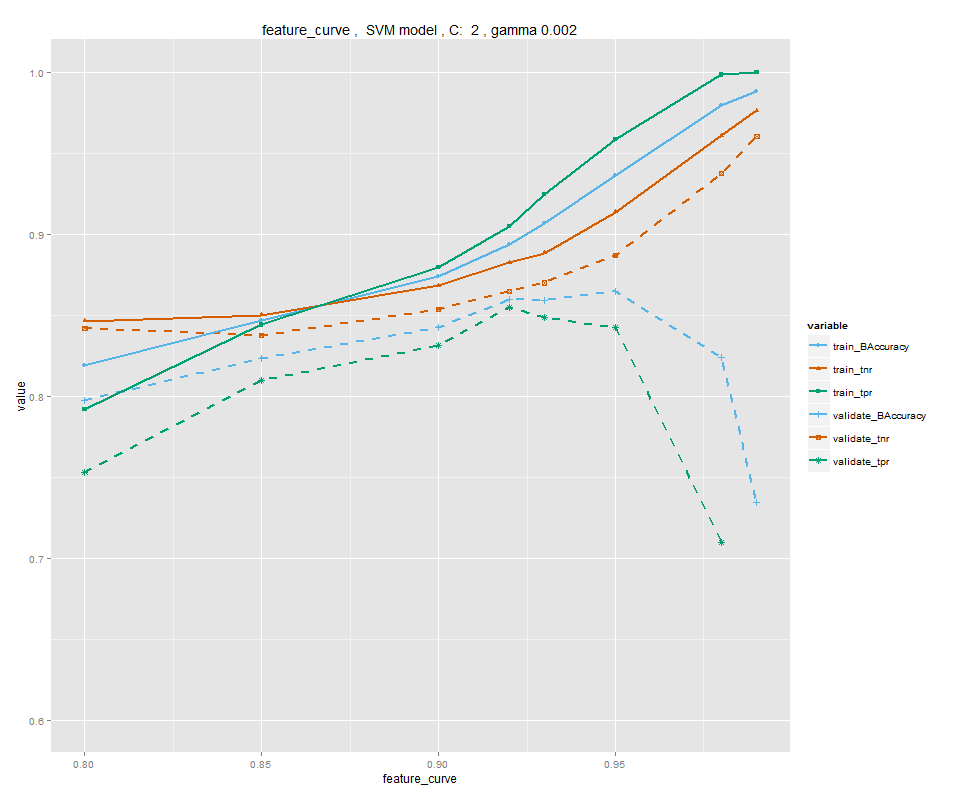 feature_curve ,  SVM model , C:  2 , gamma 0.002
1.0
0.9
0.8
0.7
0.6
value
0.80
0.85
0.90
0.95
feature_curve
variable
train_BAccuracy
train_tnr
train_tpr
validate_BAccuracy
validate_tnr
validate_tpr